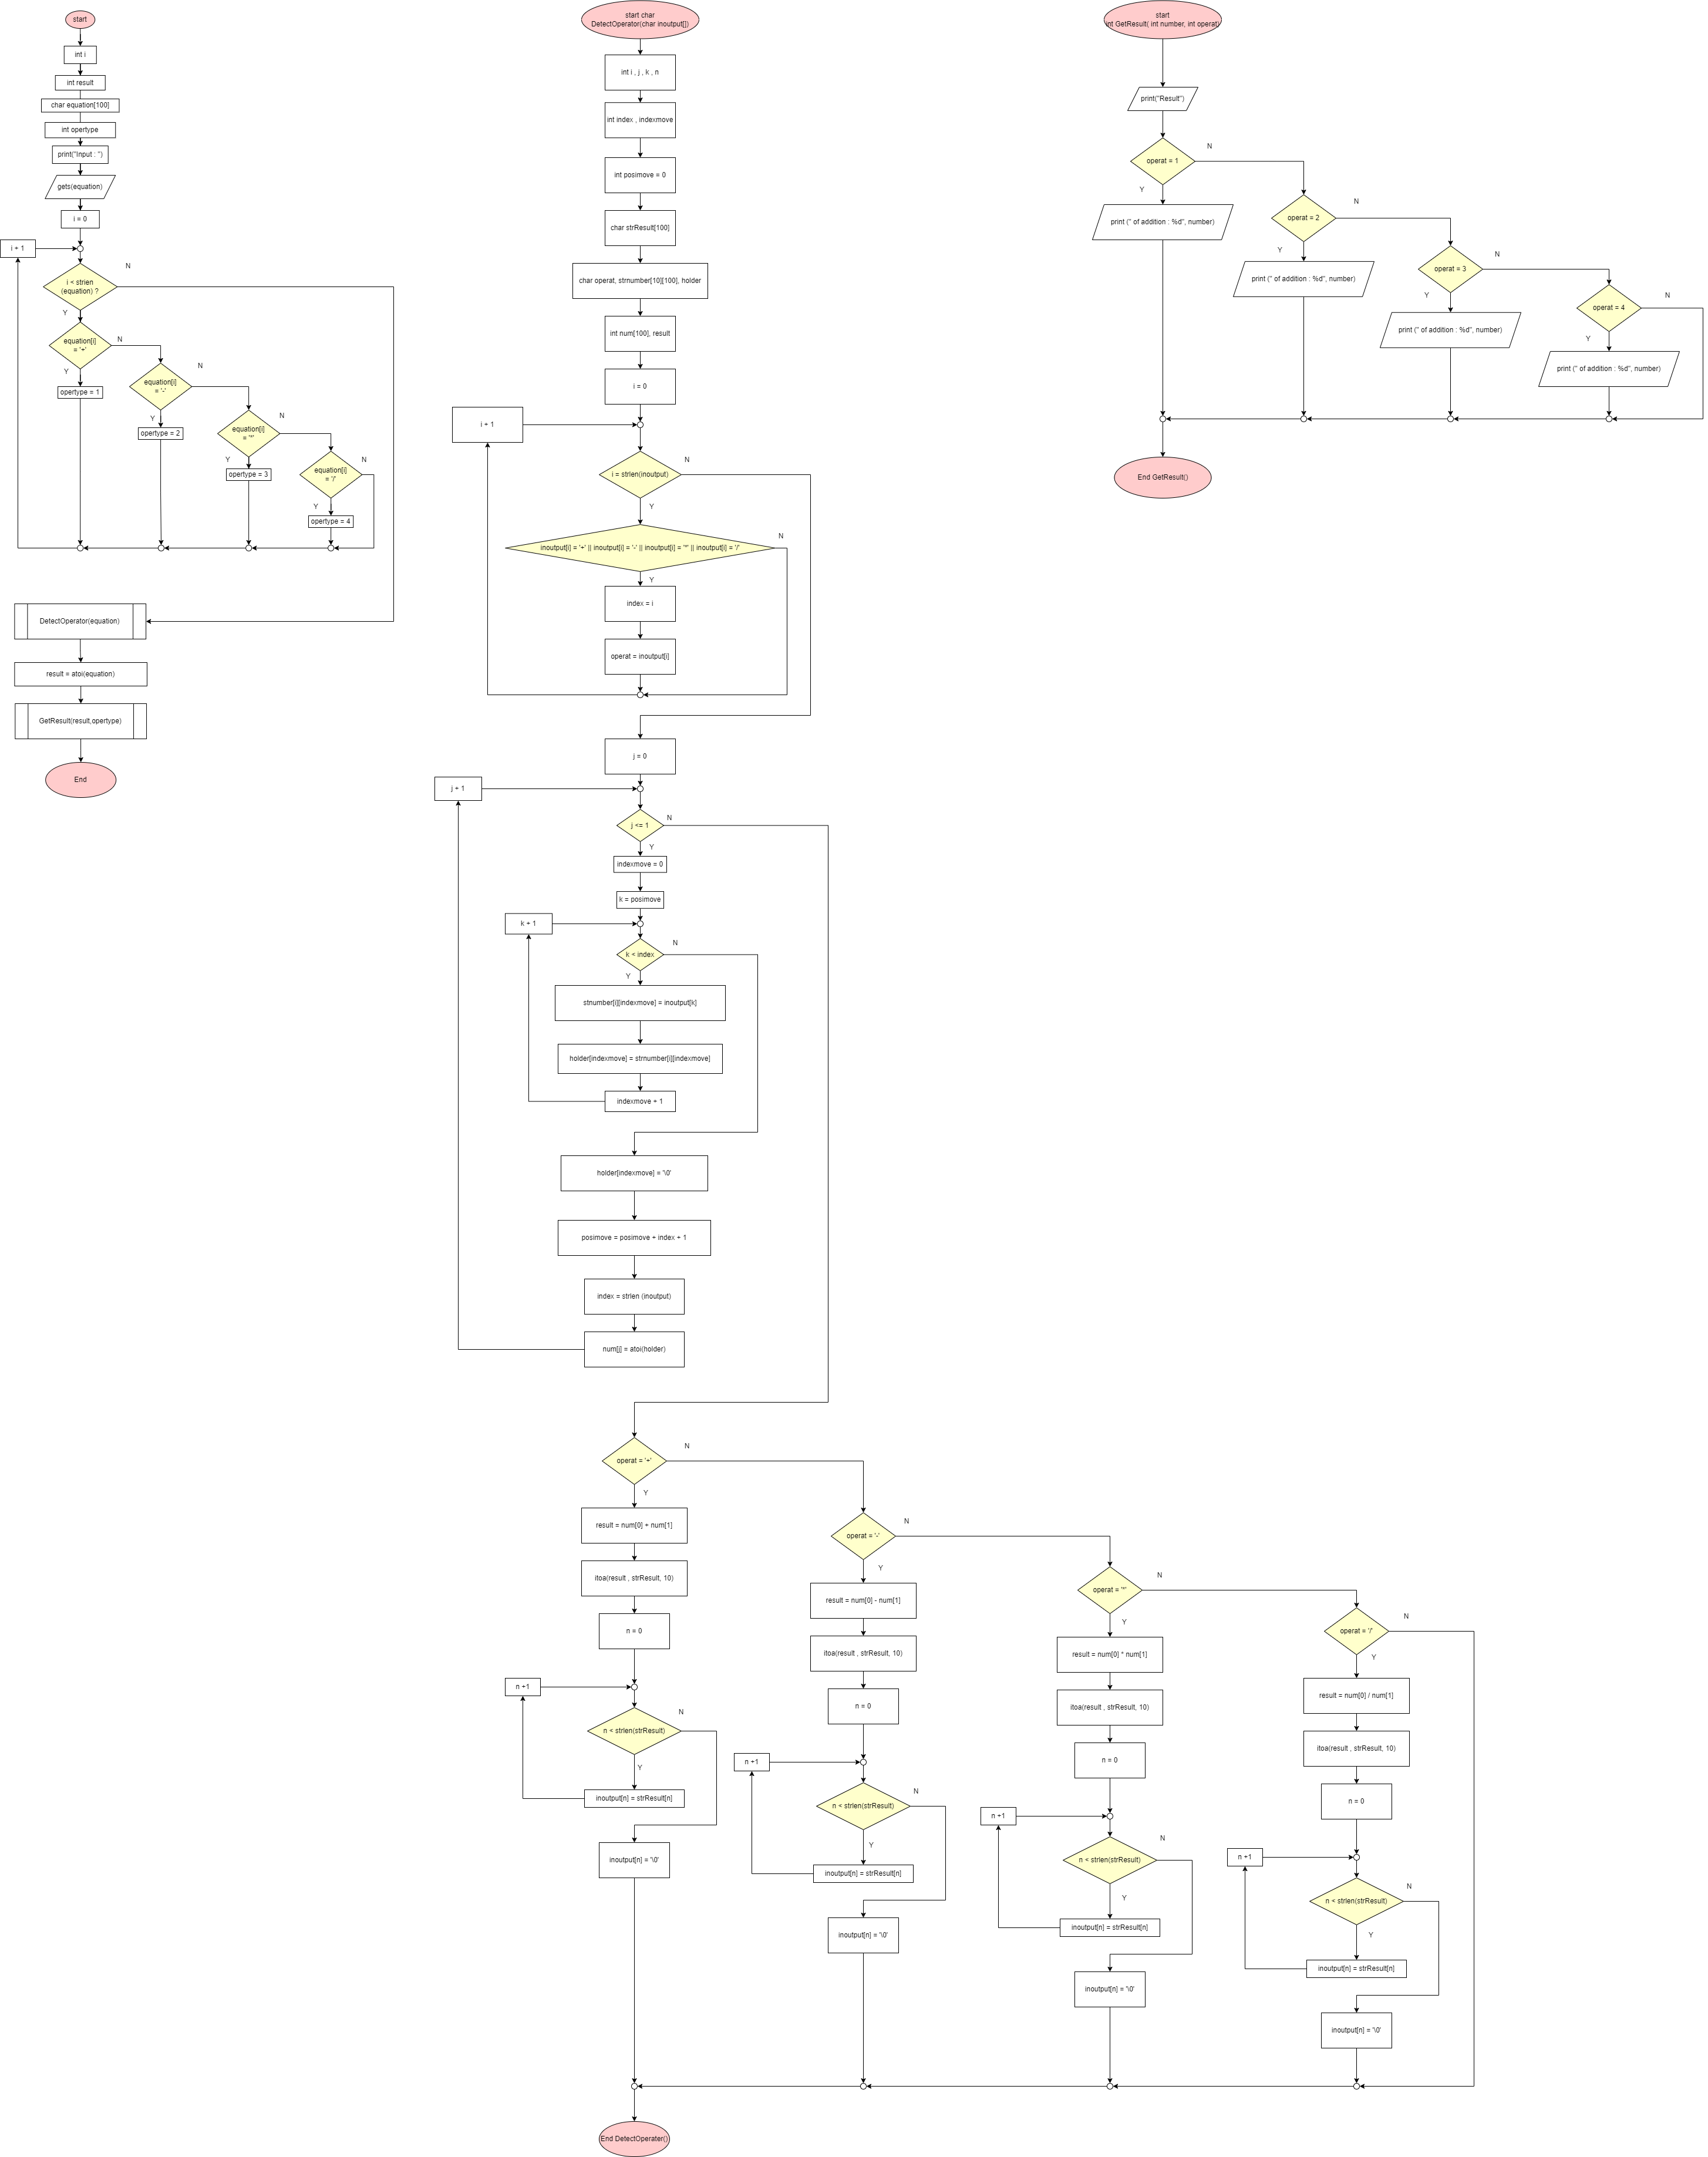 start
int i
int result
char equation[100]
int opertype
print("Input : ")
gets(equation)
i = 0
i + 1
i < strlen
(equation) ?
N
Y
equation[i]
= '+'
N
Y
opertype = 1
equation[i]
= '-'
N
Y
opertype = 2
equation[i]
= '*'
N
Y
opertype = 3
equation[i]
= '/'
N
Y
opertype = 4
DetectOperator(equation)
result = atoi(equation)
GetResult(result,opertype)
End
start char
DetectOperator(char inoutput[])
int i , j , k , n
int index , indexmove
int posimove = 0
char strResult[100]
char operat, strnumber[10][100], holder
int num[100], result
i = 0
i + 1
i = strlen(inoutput)
N
Y
inoutput[i] = '+' || inoutput[i] = '-' || inoutput[i] = '*' || inoutput[i] = '/'
N
Y
index = i
operat = inoutput[i]
j = 0
j + 1
j <= 1
N
Y
indexmove = 0
k = posimove
k + 1
k < index
N
Y
stnumber[i][indexmove] = inoutput[k]
holder[indexmove] = strnumber[i][indexmove]
indexmove + 1
holder[indexmove] = '\0'
posimove = posimove + index + 1
index = strlen (inoutput)
num[j] = atoi(holder)
operat = '+'
N
Y
result = num[0] + num[1]
itoa(result , strResult, 10)
n = 0
n +1
n < strlen(strResult)
N
Y
inoutput[n] = strResult[n]
inoutput[n] = '\0'
operat = '-'
N
Y
result = num[0] - num[1]
itoa(result , strResult, 10)
n = 0
n +1
n < strlen(strResult)
N
Y
inoutput[n] = strResult[n]
inoutput[n] = '\0'
operat = '*'
N
Y
result = num[0] * num[1]
itoa(result , strResult, 10)
n = 0
n +1
n < strlen(strResult)
N
Y
inoutput[n] = strResult[n]
inoutput[n] = '\0'
operat = '/'
N
Y
result = num[0] / num[1]
itoa(result , strResult, 10)
n = 0
n +1
n < strlen(strResult)
N
Y
inoutput[n] = strResult[n]
inoutput[n] = '\0'
End DetectOperater()
start
int GetResult( int number, int operat)
print("Result")
operat = 1
N
Y
print (" of addition : %d", number)
operat = 2
N
Y
print (" of addition : %d", number)
operat = 3
N
Y
print (" of addition : %d", number)
operat = 4
N
Y
print (" of addition : %d", number)
End GetResult()